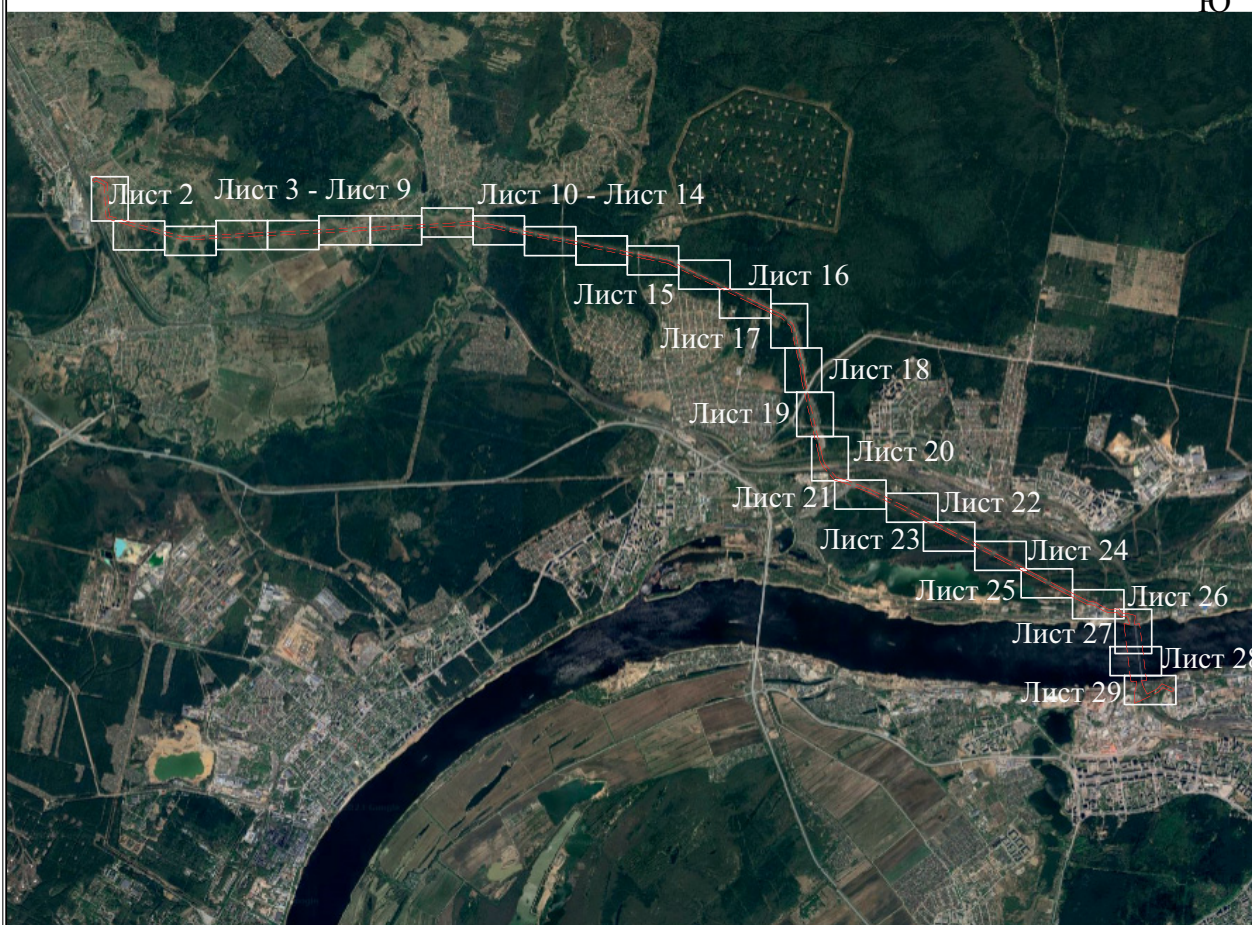 Ю
Лист 2
Лист 3 - Лист 9
Лист 10 - Лист 14
Лист 15
Лист 16
Лист 17
Лист 18
Лист 19
Лист 20
Лист 21
Лист 22
Лист 23
Лист 24
Лист 25
Лист 26
Лист 27
Лист 28
Лист 29